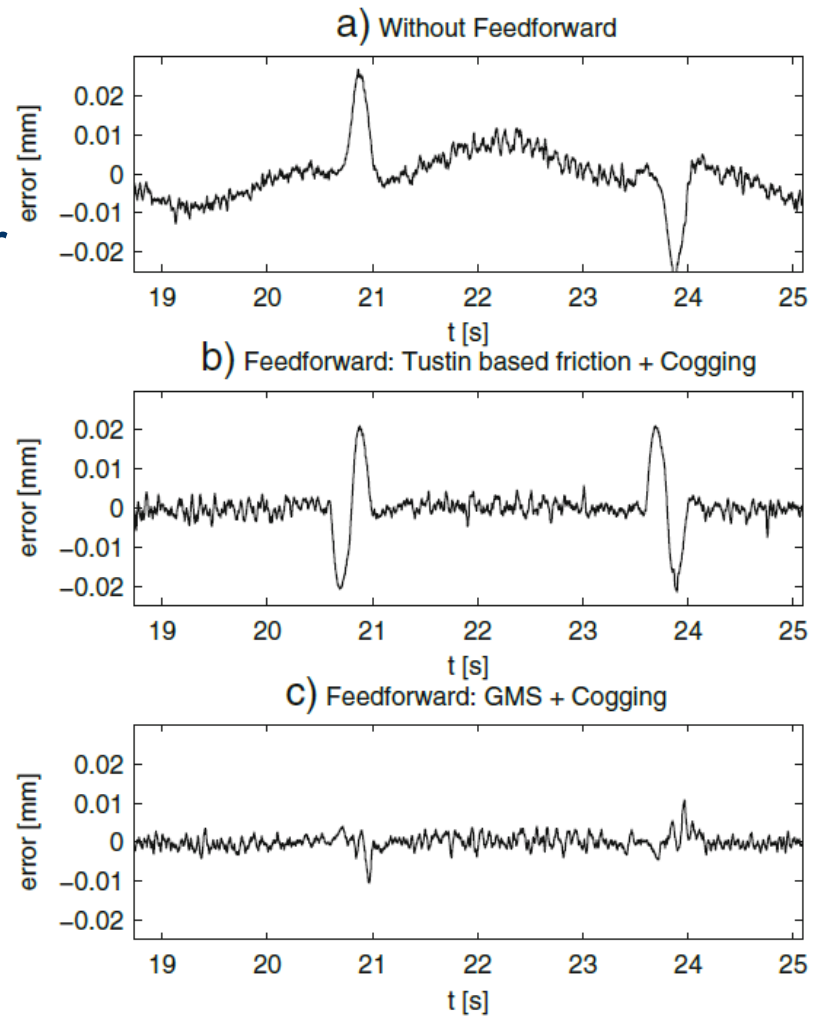 a) Without Feedforward
error [mm]
0.02
0.01
0
−0.01
−0.02
19 20 21 22 23 24 25
t [s]
b) Feedforward: Tustin based friction + Cogging
error [mm]
0.02
0.01
0
−0.01
−0.02
19 20 21 22 23 24 25
t [s]
c) Feedforward: GMS + Cogging
error [mm]
0.02
0.01
0
−0.01
−0.02
19 20 21 22 23 24 25
t [s]